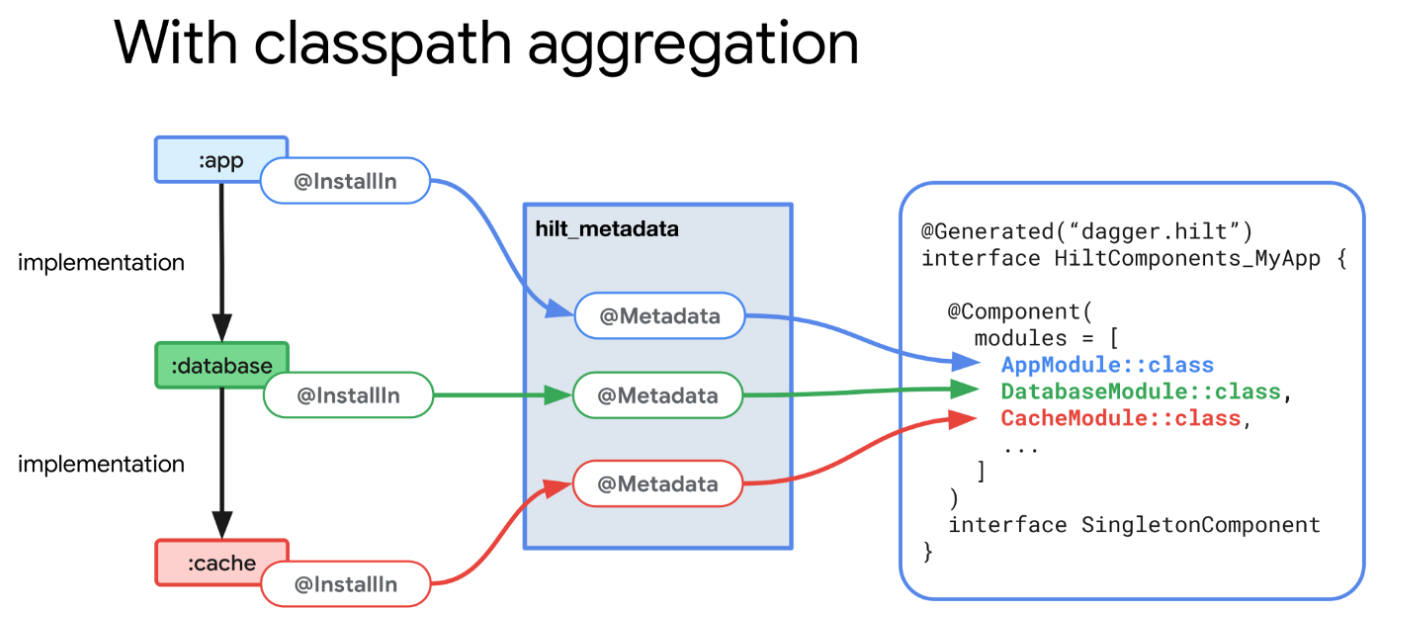 With classpath aggregation
:app
@InstallIn
implementation
:database
@InstallIn
implementation
:cache
@InstallIn
hilt_metadata
@Metadata
@Metadata
@Metadata
@Generated(“dagger.hilt”)
interface HiltComponents_MyApp {
@Component(
modules = [
AppModule::class
DatabaseModule::class,
CacheModule::class,
...
]
)
interface SingletonComponent
}